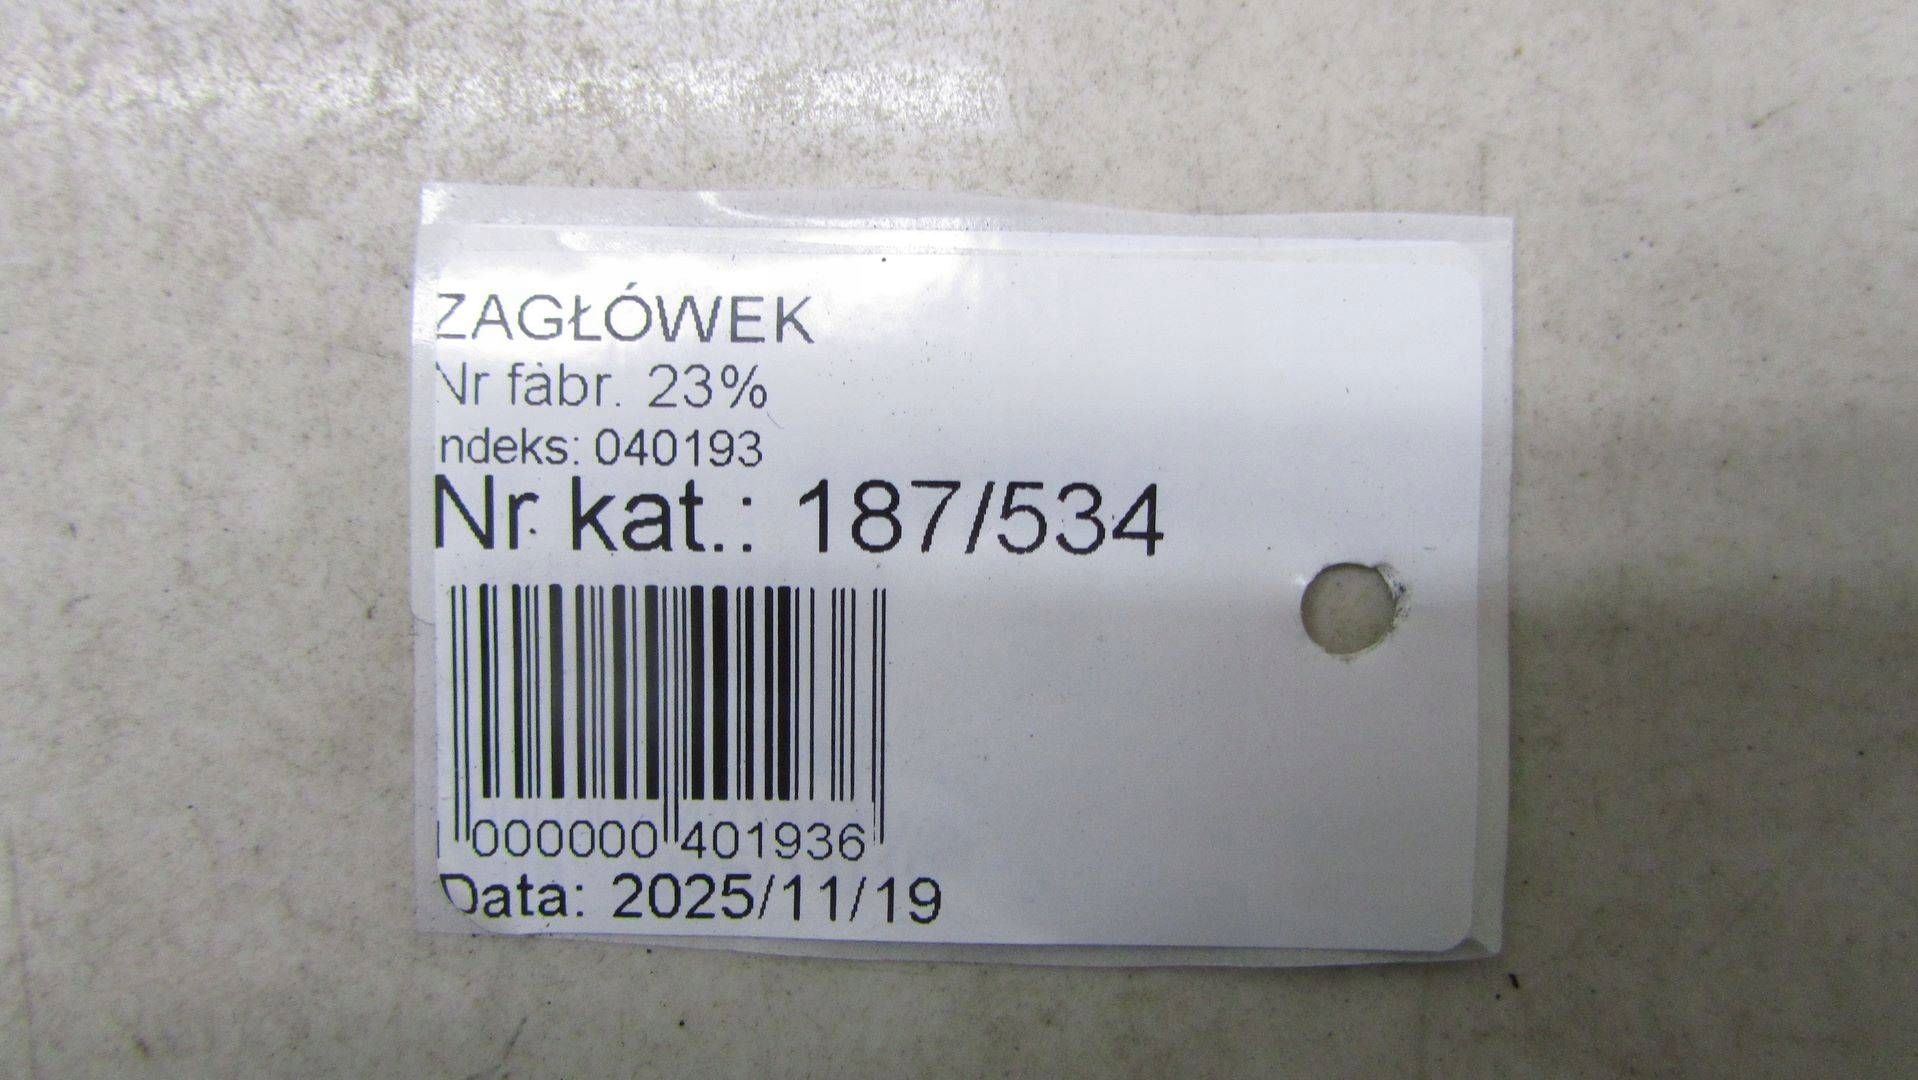 ZAGŁÓWEK
Nr fabr. 23%
ndeks: 040193
Nr kat.: 187/534
000000 401936
Data: 2025/11/19